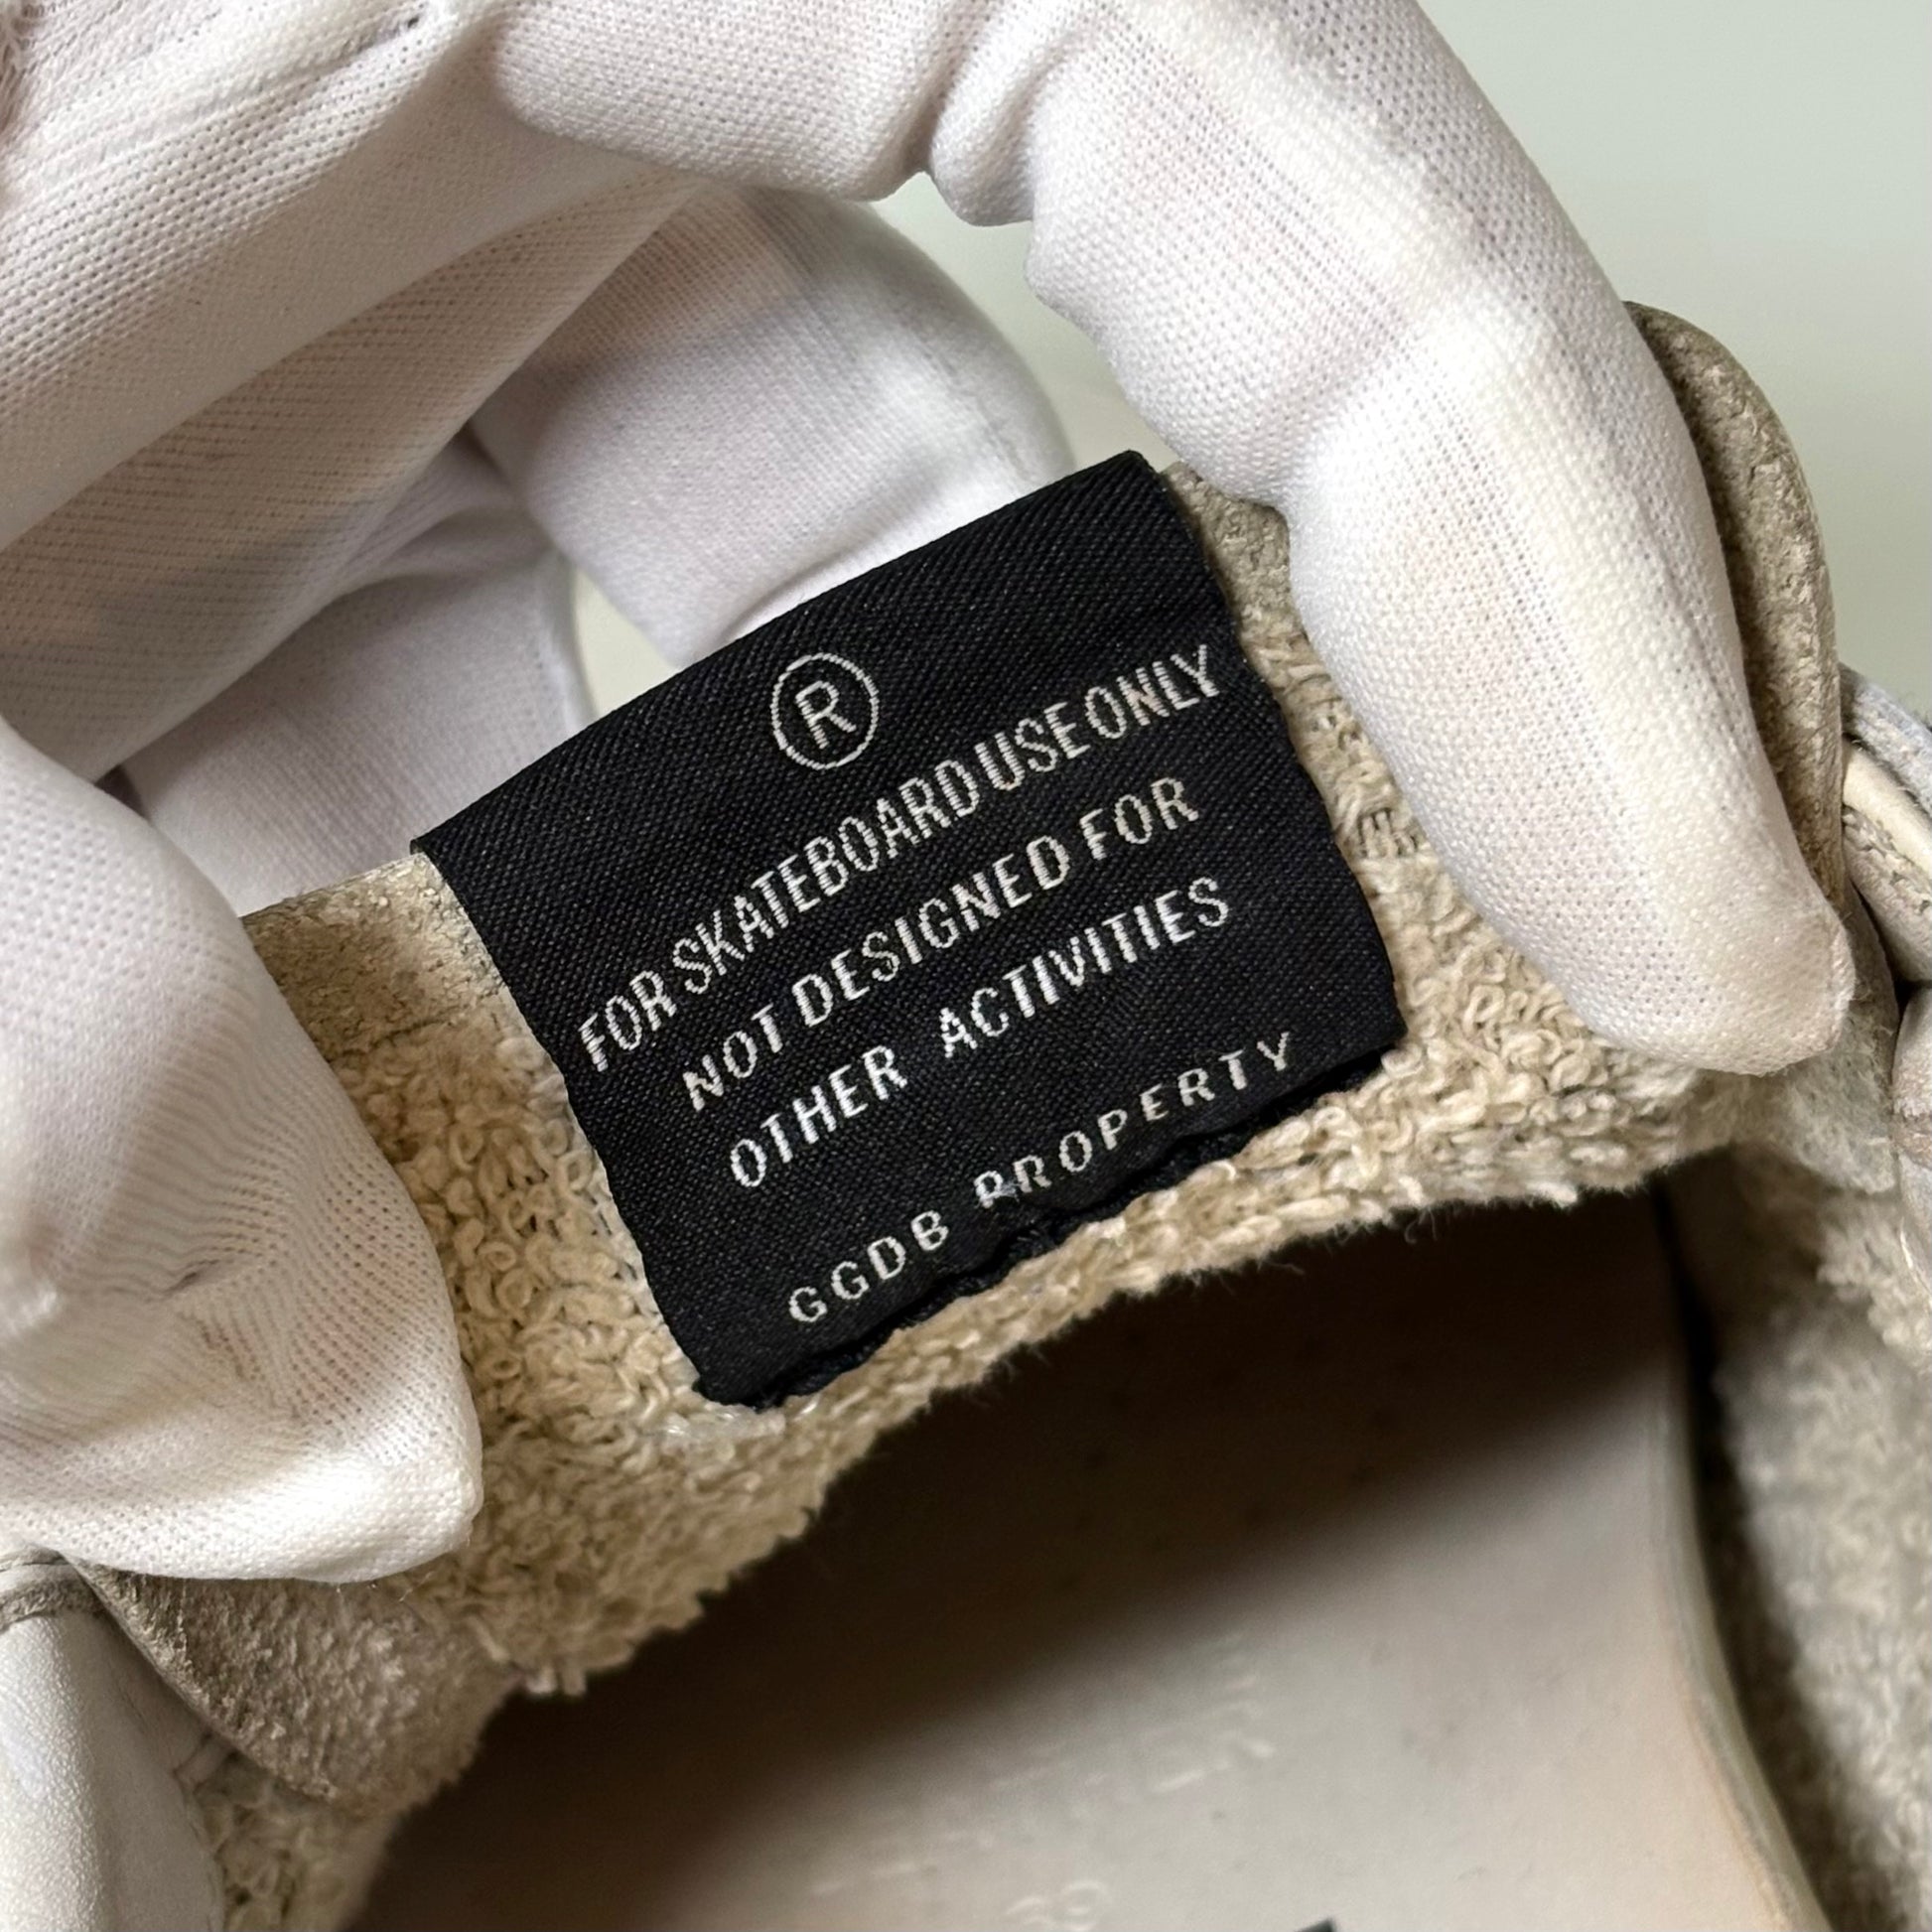 ®
FOR SKATEBOARD USE ONLY
NOT DESIGNED FOR
OTHER ACTIVITIES
GGDB PROPERTY